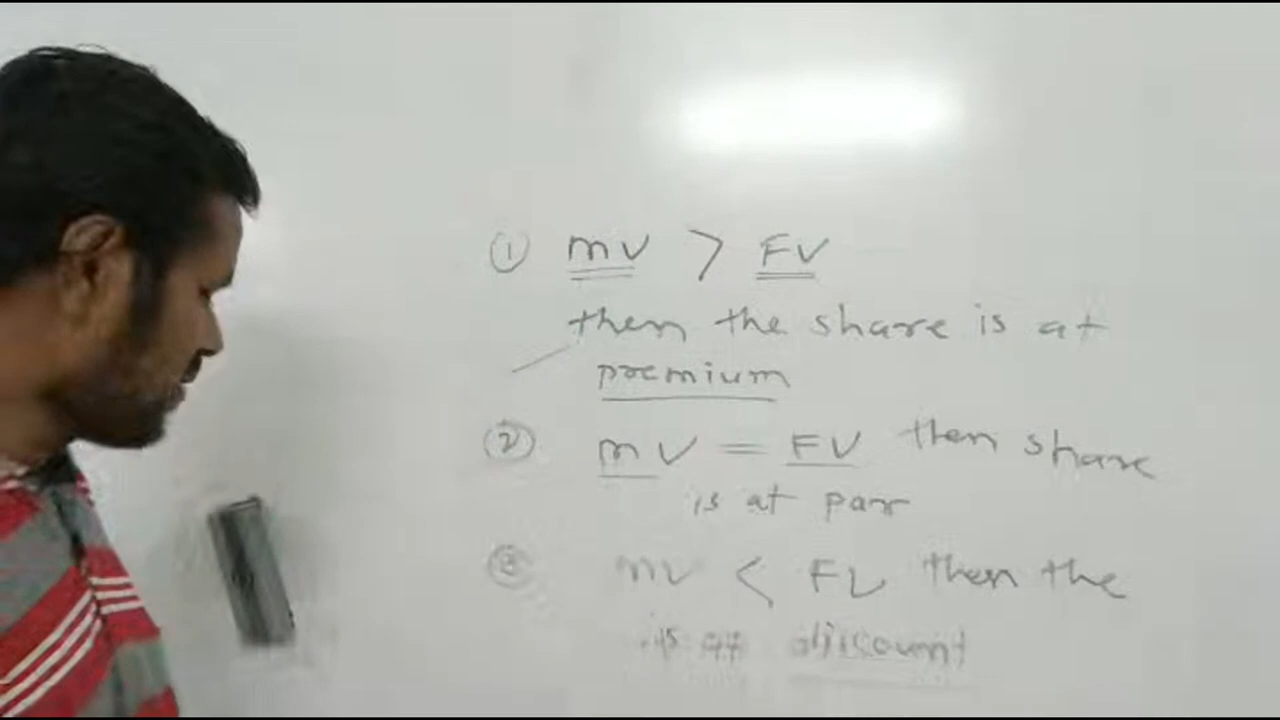 ① mv > FV
then the share is at
premium
② mv = FV then share
is at par
③ mv < FV then the
is at discount